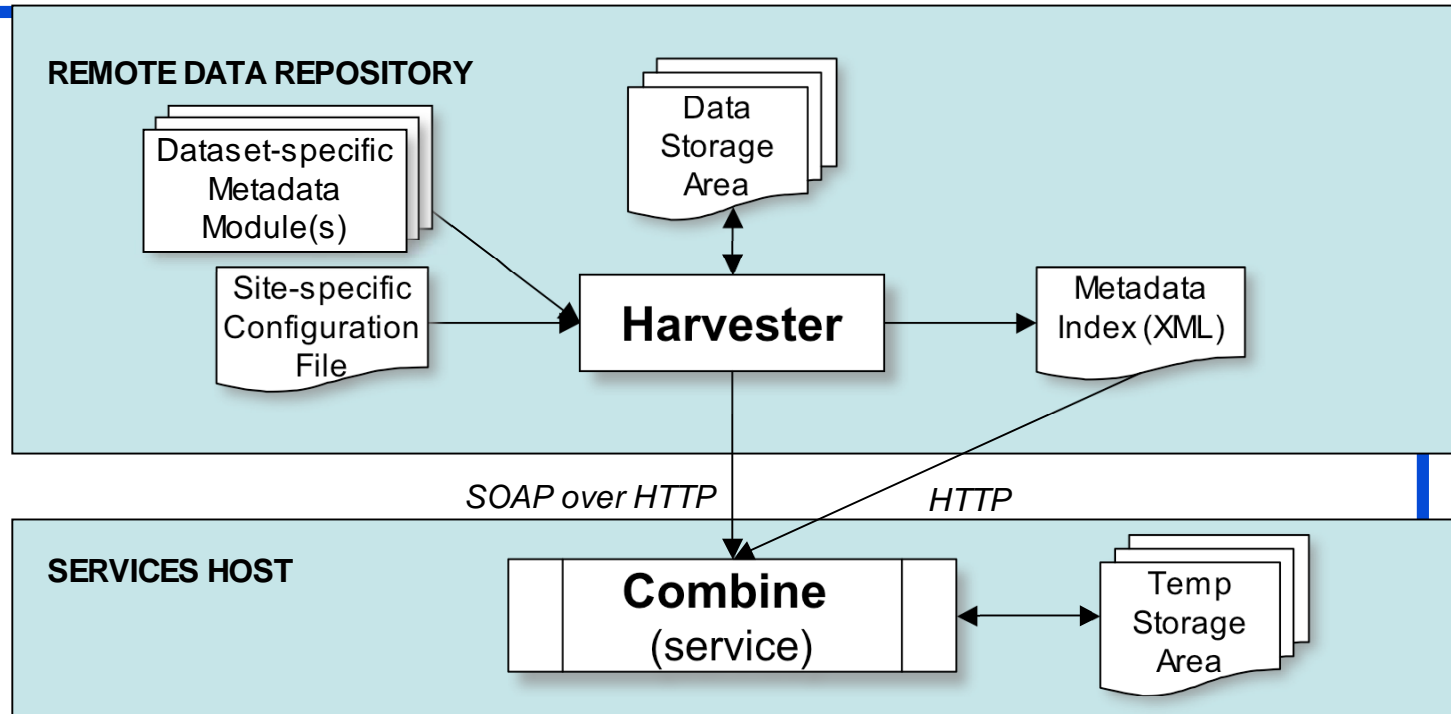 REMOTE DATA REPOSITORY
Dataset-specific
Metadata
Module(s)
Data
Storage
Area
Site-specific
Configuration
File
Harvester
Metadata
Index (XML)
SOAP over HTTP
HTTP
SERVICES HOST
Combine
(service)
Temp
Storage
Area